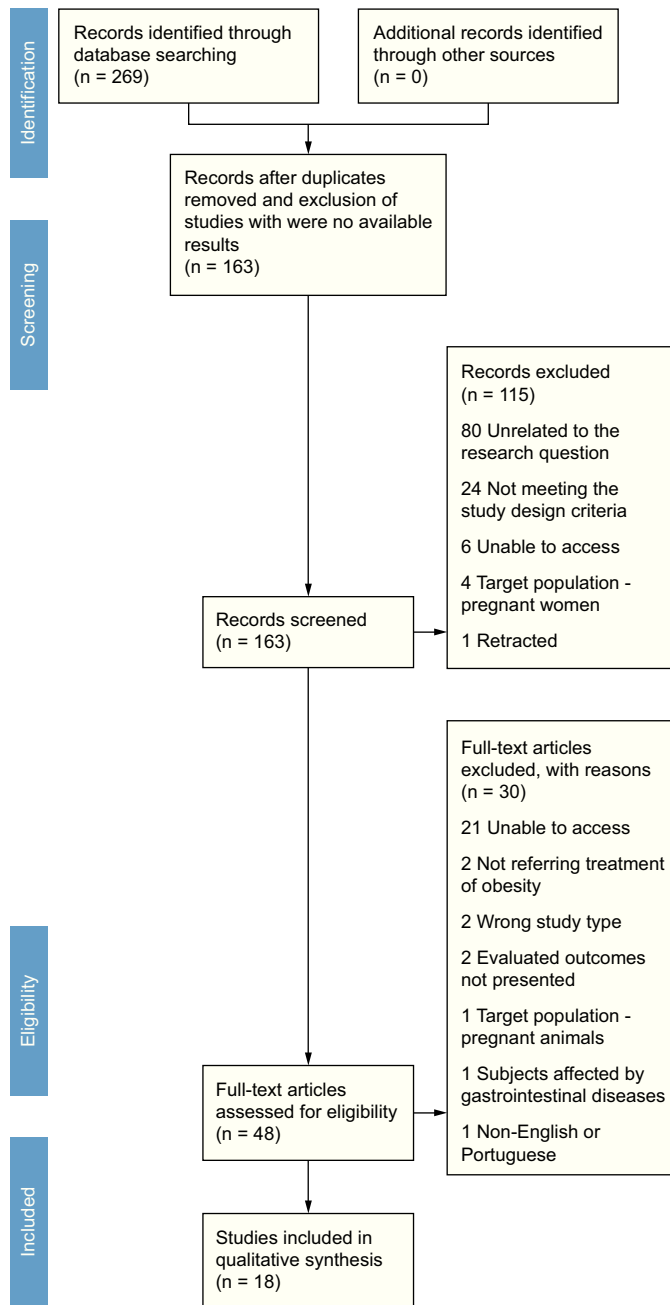 Identification
Records identified through
database searching
(n = 269)
Additional records identified
through other sources
(n = 0)
Records after duplicates
removed and exclusion of
studies with were no available
results
(n = 163)
Screening
Records excluded
(n = 115)
80 Unrelated to the
research question
24 Not meeting the
study design criteria
6 Unable to access
4 Target population -
pregnant women
1 Retracted
Records screened
(n = 163)
Full-text articles
excluded, with reasons
(n = 30)
21 Unable to access
2 Not referring treatment
of obesity
2 Wrong study type
2 Evaluated outcomes
not presented
1 Target population -
pregnant animals
1 Subjects affected by
gastrointestinal diseases
1 Non-English or
Portuguese
Eligibility
Full-text articles
assessed for eligibility
(n = 48)
Included
Studies included in
qualitative synthesis
(n = 18)